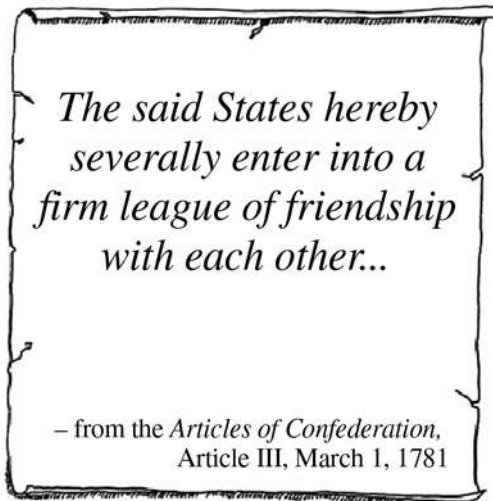 The said States hereby
severally enter into a
firm league of friendship
with each other...
– from the Articles of Confederation,
Article III, March 1, 1781